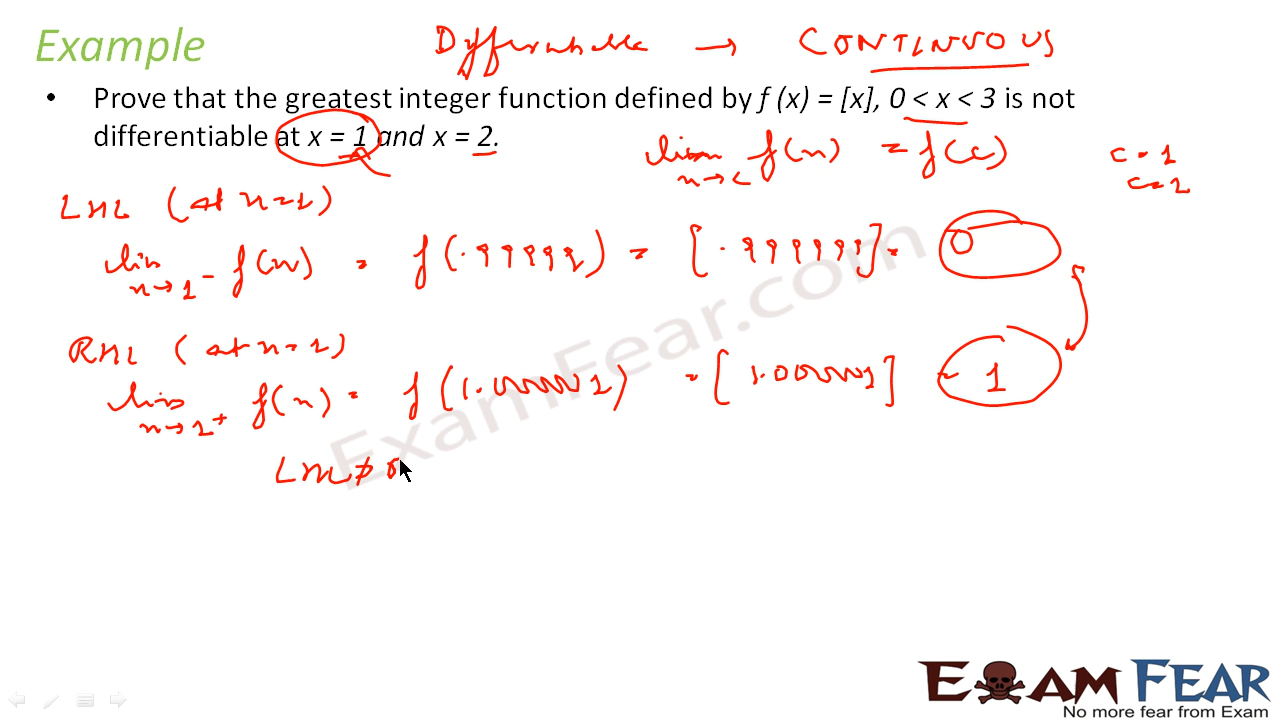 Example
Differentiable → CONTINUOUS
• Prove that the greatest integer function defined by f (x) = [x], 0 < x < 3 is not
differentiable at x = 1 and x = 2.
lim x→c f(x) = f(c)
c = 1
c = 2
LHL (at x=1)
lim x→1- f(x) = f(.99999) = [.999999] = 0
RHL (at x=1)
lim x→1+ f(x) = f(1.000001) = [1.000001] = 1
LHL ≠
ExamFear.com
EXAM FEAR
No more fear from Exam